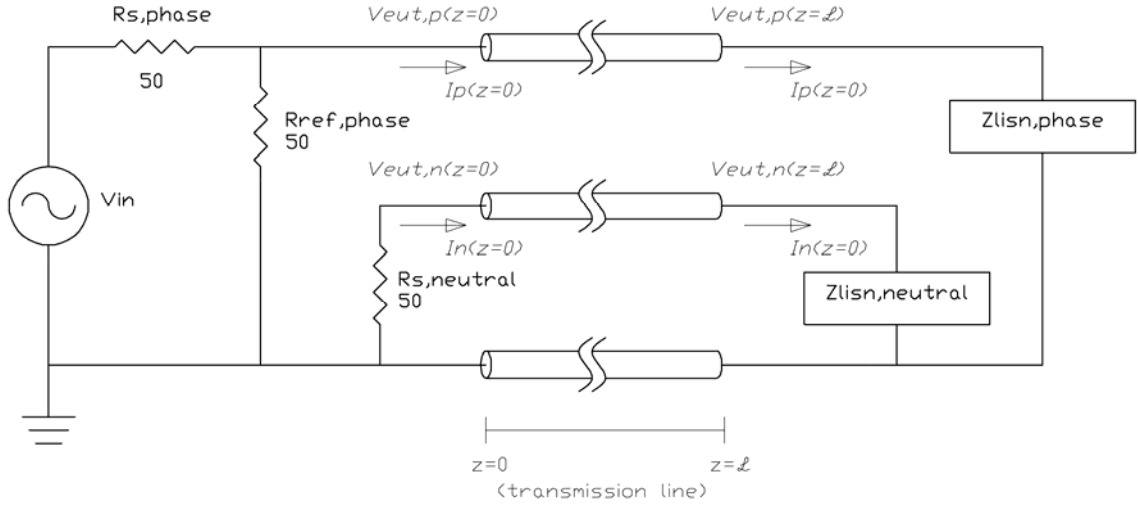 Rs,phase
50
Veut,p(z=0)
Veut,p(z=ℒ)
Ip(z=0)
Ip(z=0)
Rref,phase
50
Zlisn,phase
Vin
Veut,n(z=0)
Veut,n(z=ℒ)
In(z=0)
In(z=0)
Rs,neutral
50
Zlisn,neutral
z=0
z=ℒ
(transmission line)